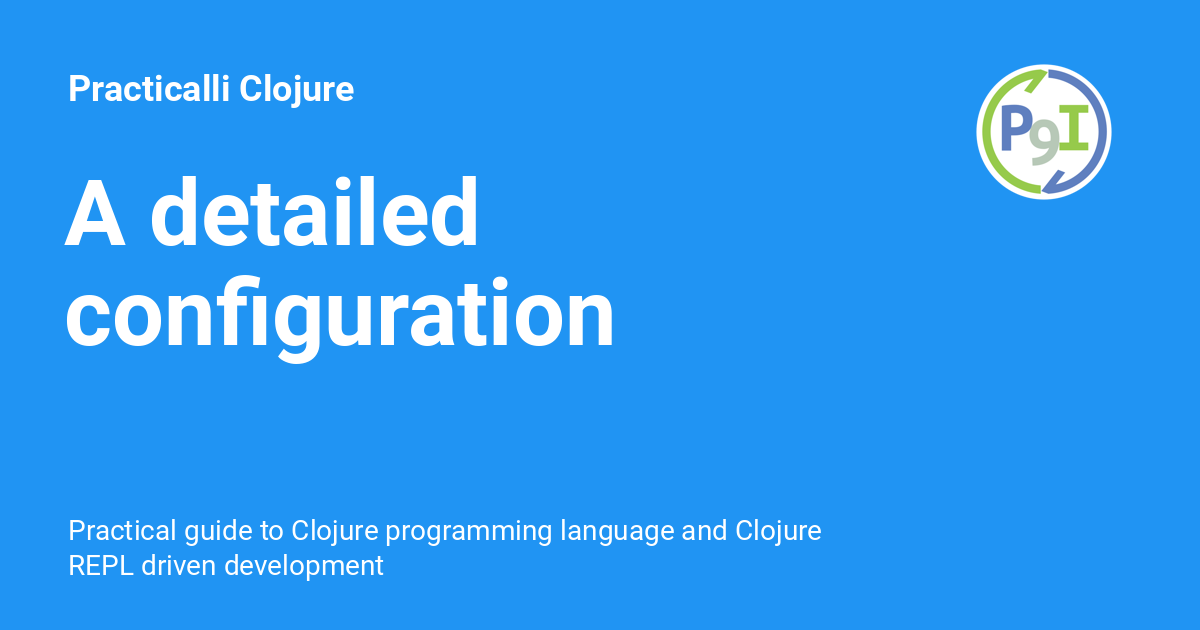 Practicalli Clojure
P9I
A detailed
configuration
Practical guide to Clojure programming language and Clojure
REPL driven development